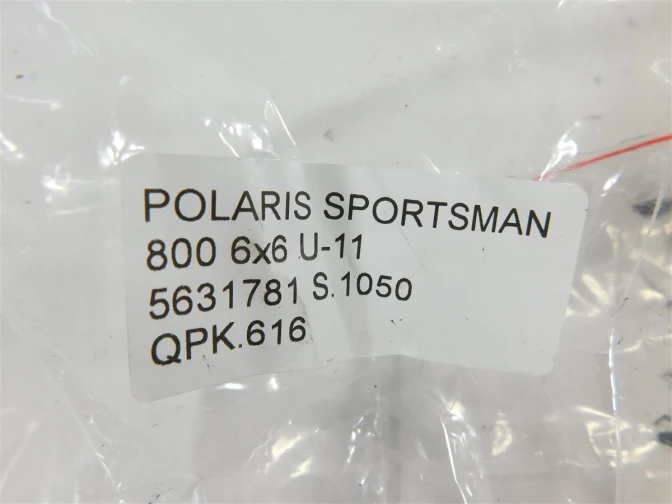 POLARIS SPORTSMAN
800 6x6 U-11
5631781 S.1050
QPK.616